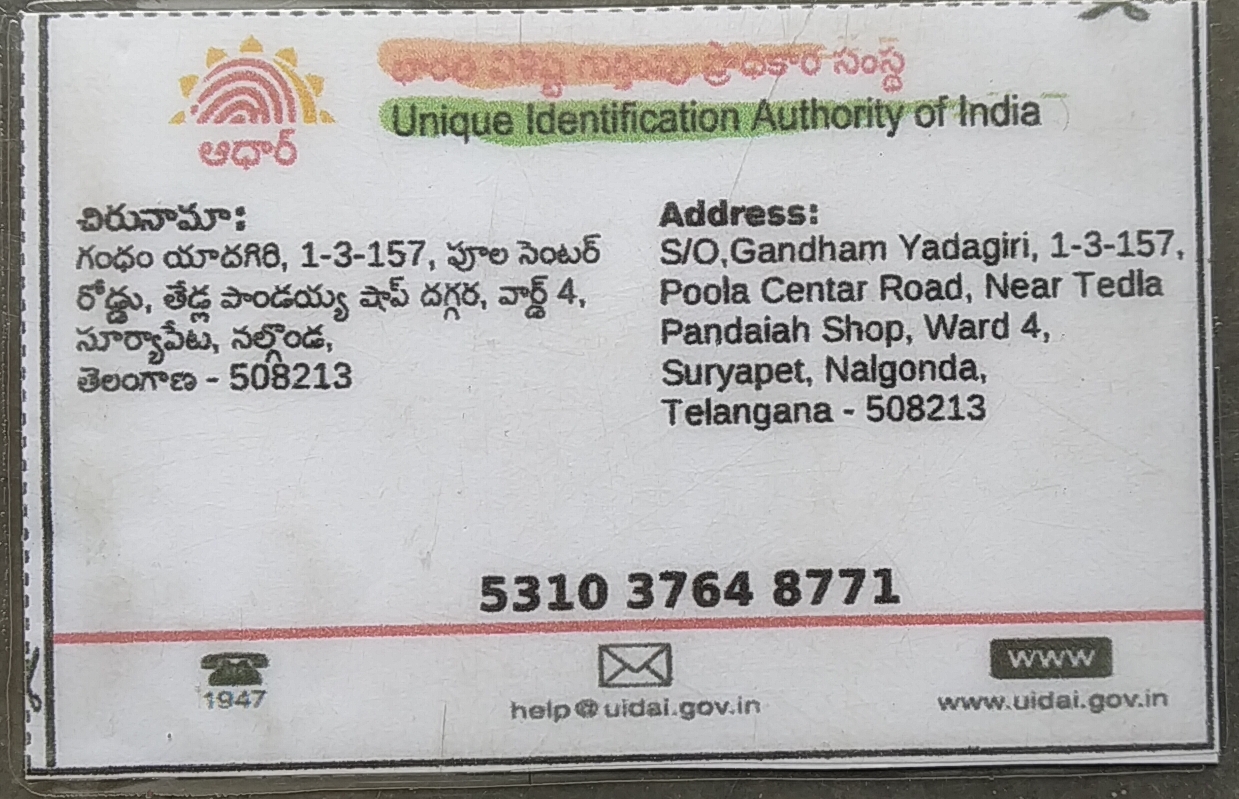 భారత విశిష్ట గుర్తింపు ప్రాధికార సంస్థ
Unique Identification Authority of India
ఆధార్
చిరునామా:
గంధం యాదగిరి, 1-3-157, పూల సెంటర్
రోడ్డు, తేడ్ల పాండయ్య షాప్ దగ్గర, వార్డ్ 4,
సూర్యాపేట, నల్గొండ,
తెలంగాణ - 508213
Address:
S/O,Gandham Yadagiri, 1-3-157,
Poola Centar Road, Near Tedla
Pandaiah Shop, Ward 4,
Suryapet, Nalgonda,
Telangana - 508213
5310 3764 8771
1947
help@uidai.gov.in
www
www.uidai.gov.in